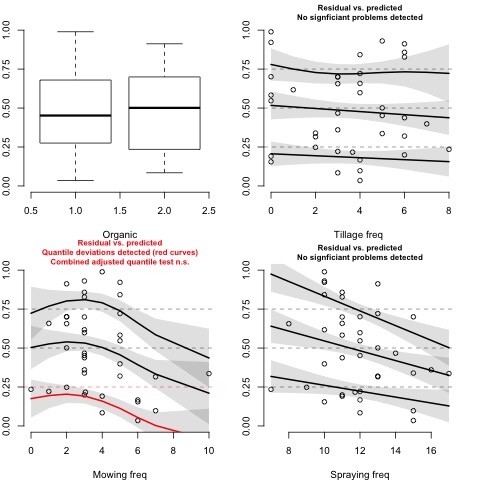 0.00 0.25 0.50 0.75 1.00
0.5 1.0 1.5 2.0 2.5
Organic
Residual vs. predicted
No signficiant problems detected
0.00 0.25 0.50 0.75 1.00
0 2 4 6 8
Tillage freq
Residual vs. predicted
Quantile deviations detected (red curves)
Combined adjusted quantile test n.s.
0.00 0.25 0.50 0.75 1.00
0 2 4 6 8 10
Mowing freq
Residual vs. predicted
No signficiant problems detected
0.00 0.25 0.50 0.75 1.00
8 10 12 14 16
Spraying freq